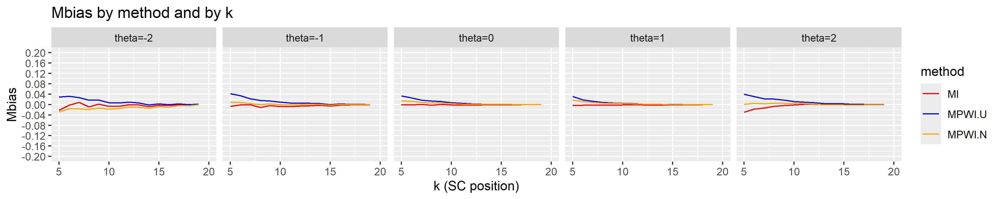 Mbias by method and by k
theta=-2 theta=-1 theta=0 theta=1 theta=2
0.20
0.16
0.12
0.08
0.04
0.00
-0.04
-0.08
-0.12
-0.16
-0.20
Mbias
5 10 15 20 5 10 15 20 5 10 15 20 5 10 15 20 5 10 15 20
k (SC position)
method
MI
MPWI.U
MPWI.N